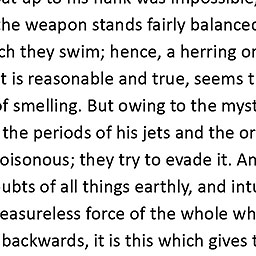 up to his flank was impossible,
the weapon stands fairly balanced
ch they swim; hence, a herring or
t is reasonable and true, seems t
of smelling. But owing to the myst
the periods of his jets and the or
oisonous; they try to evade it. An
ubts of all things earthly, and intu
easureless force of the whole wh
backwards, it is this which gives t